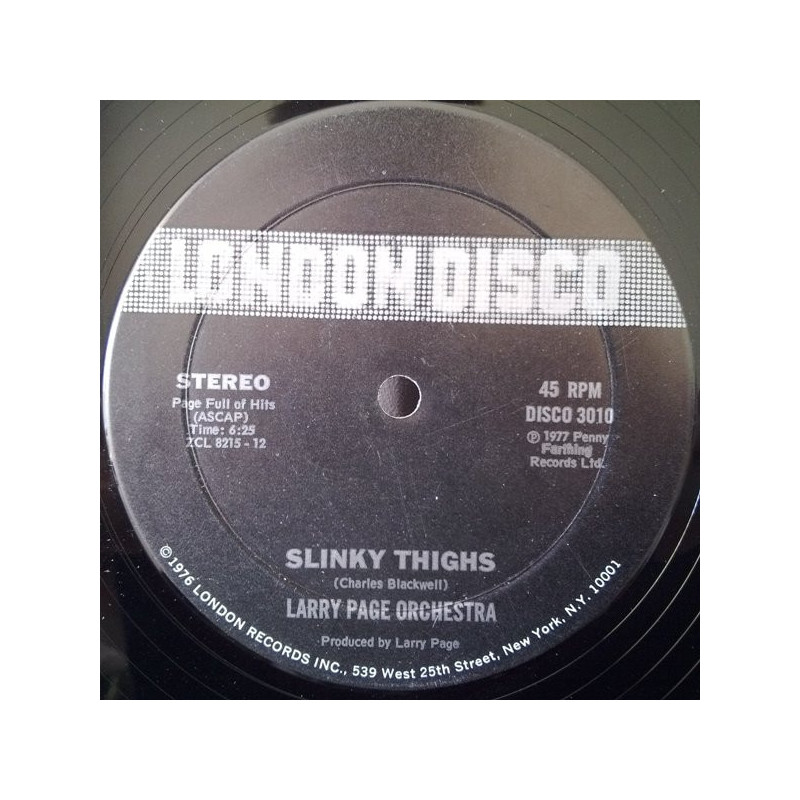 LONDON DISCO
STEREO
Page Full of Hits
(ASCAP)
Time: 6:25
ZCL 8215 - 12
45 RPM
DISCO 3010
℗ 1977 Penny
Farthing
Records Ltd.
SLINKY THIGHS
(Charles Blackwell)
LARRY PAGE ORCHESTRA
Produced by Larry Page
©1976 LONDON RECORDS INC., 539 West 25th Street, New York, N.Y. 10001